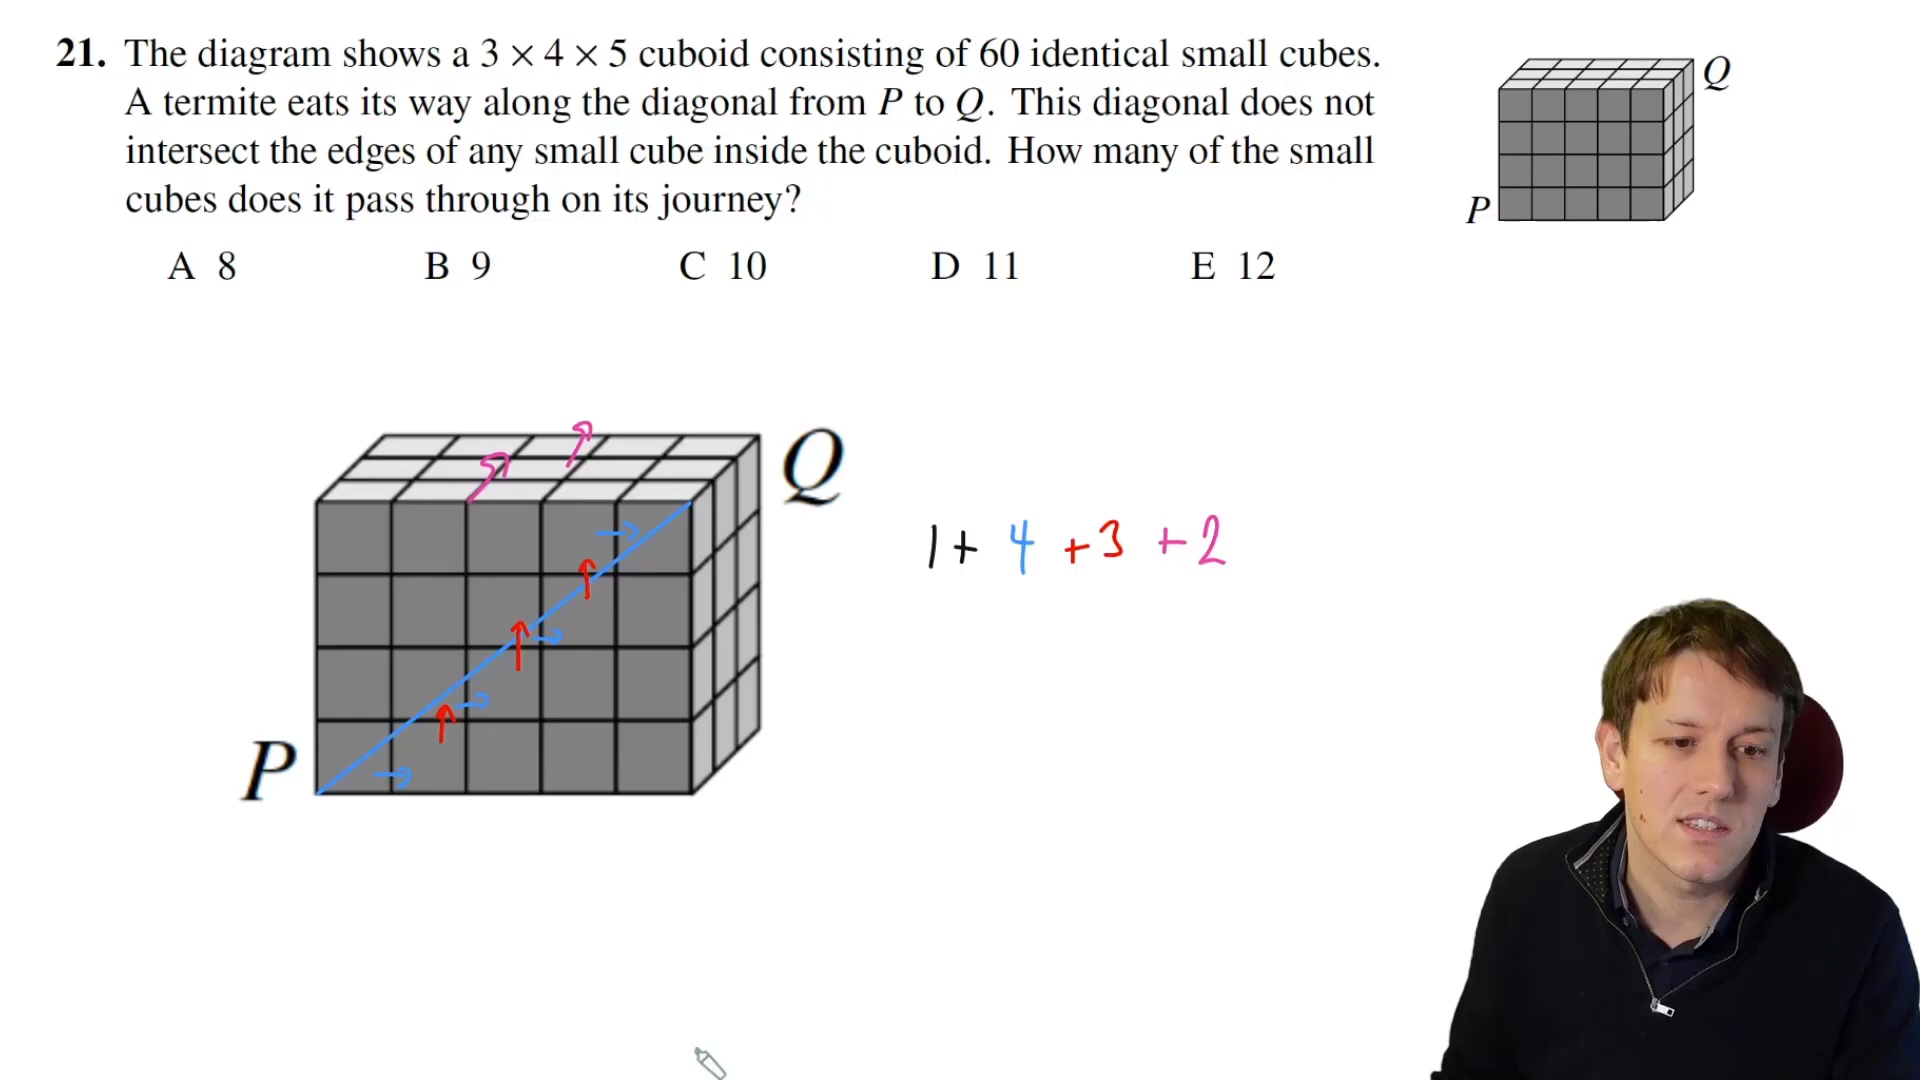 21. The diagram shows a 3 × 4 × 5 cuboid consisting of 60 identical small cubes.
A termite eats its way along the diagonal from P to Q. This diagonal does not
intersect the edges of any small cube inside the cuboid. How many of the small
cubes does it pass through on its journey?
A 8 B 9 C 10 D 11 E 12
Q
P
Q
1 + 4 + 3 + 2
P